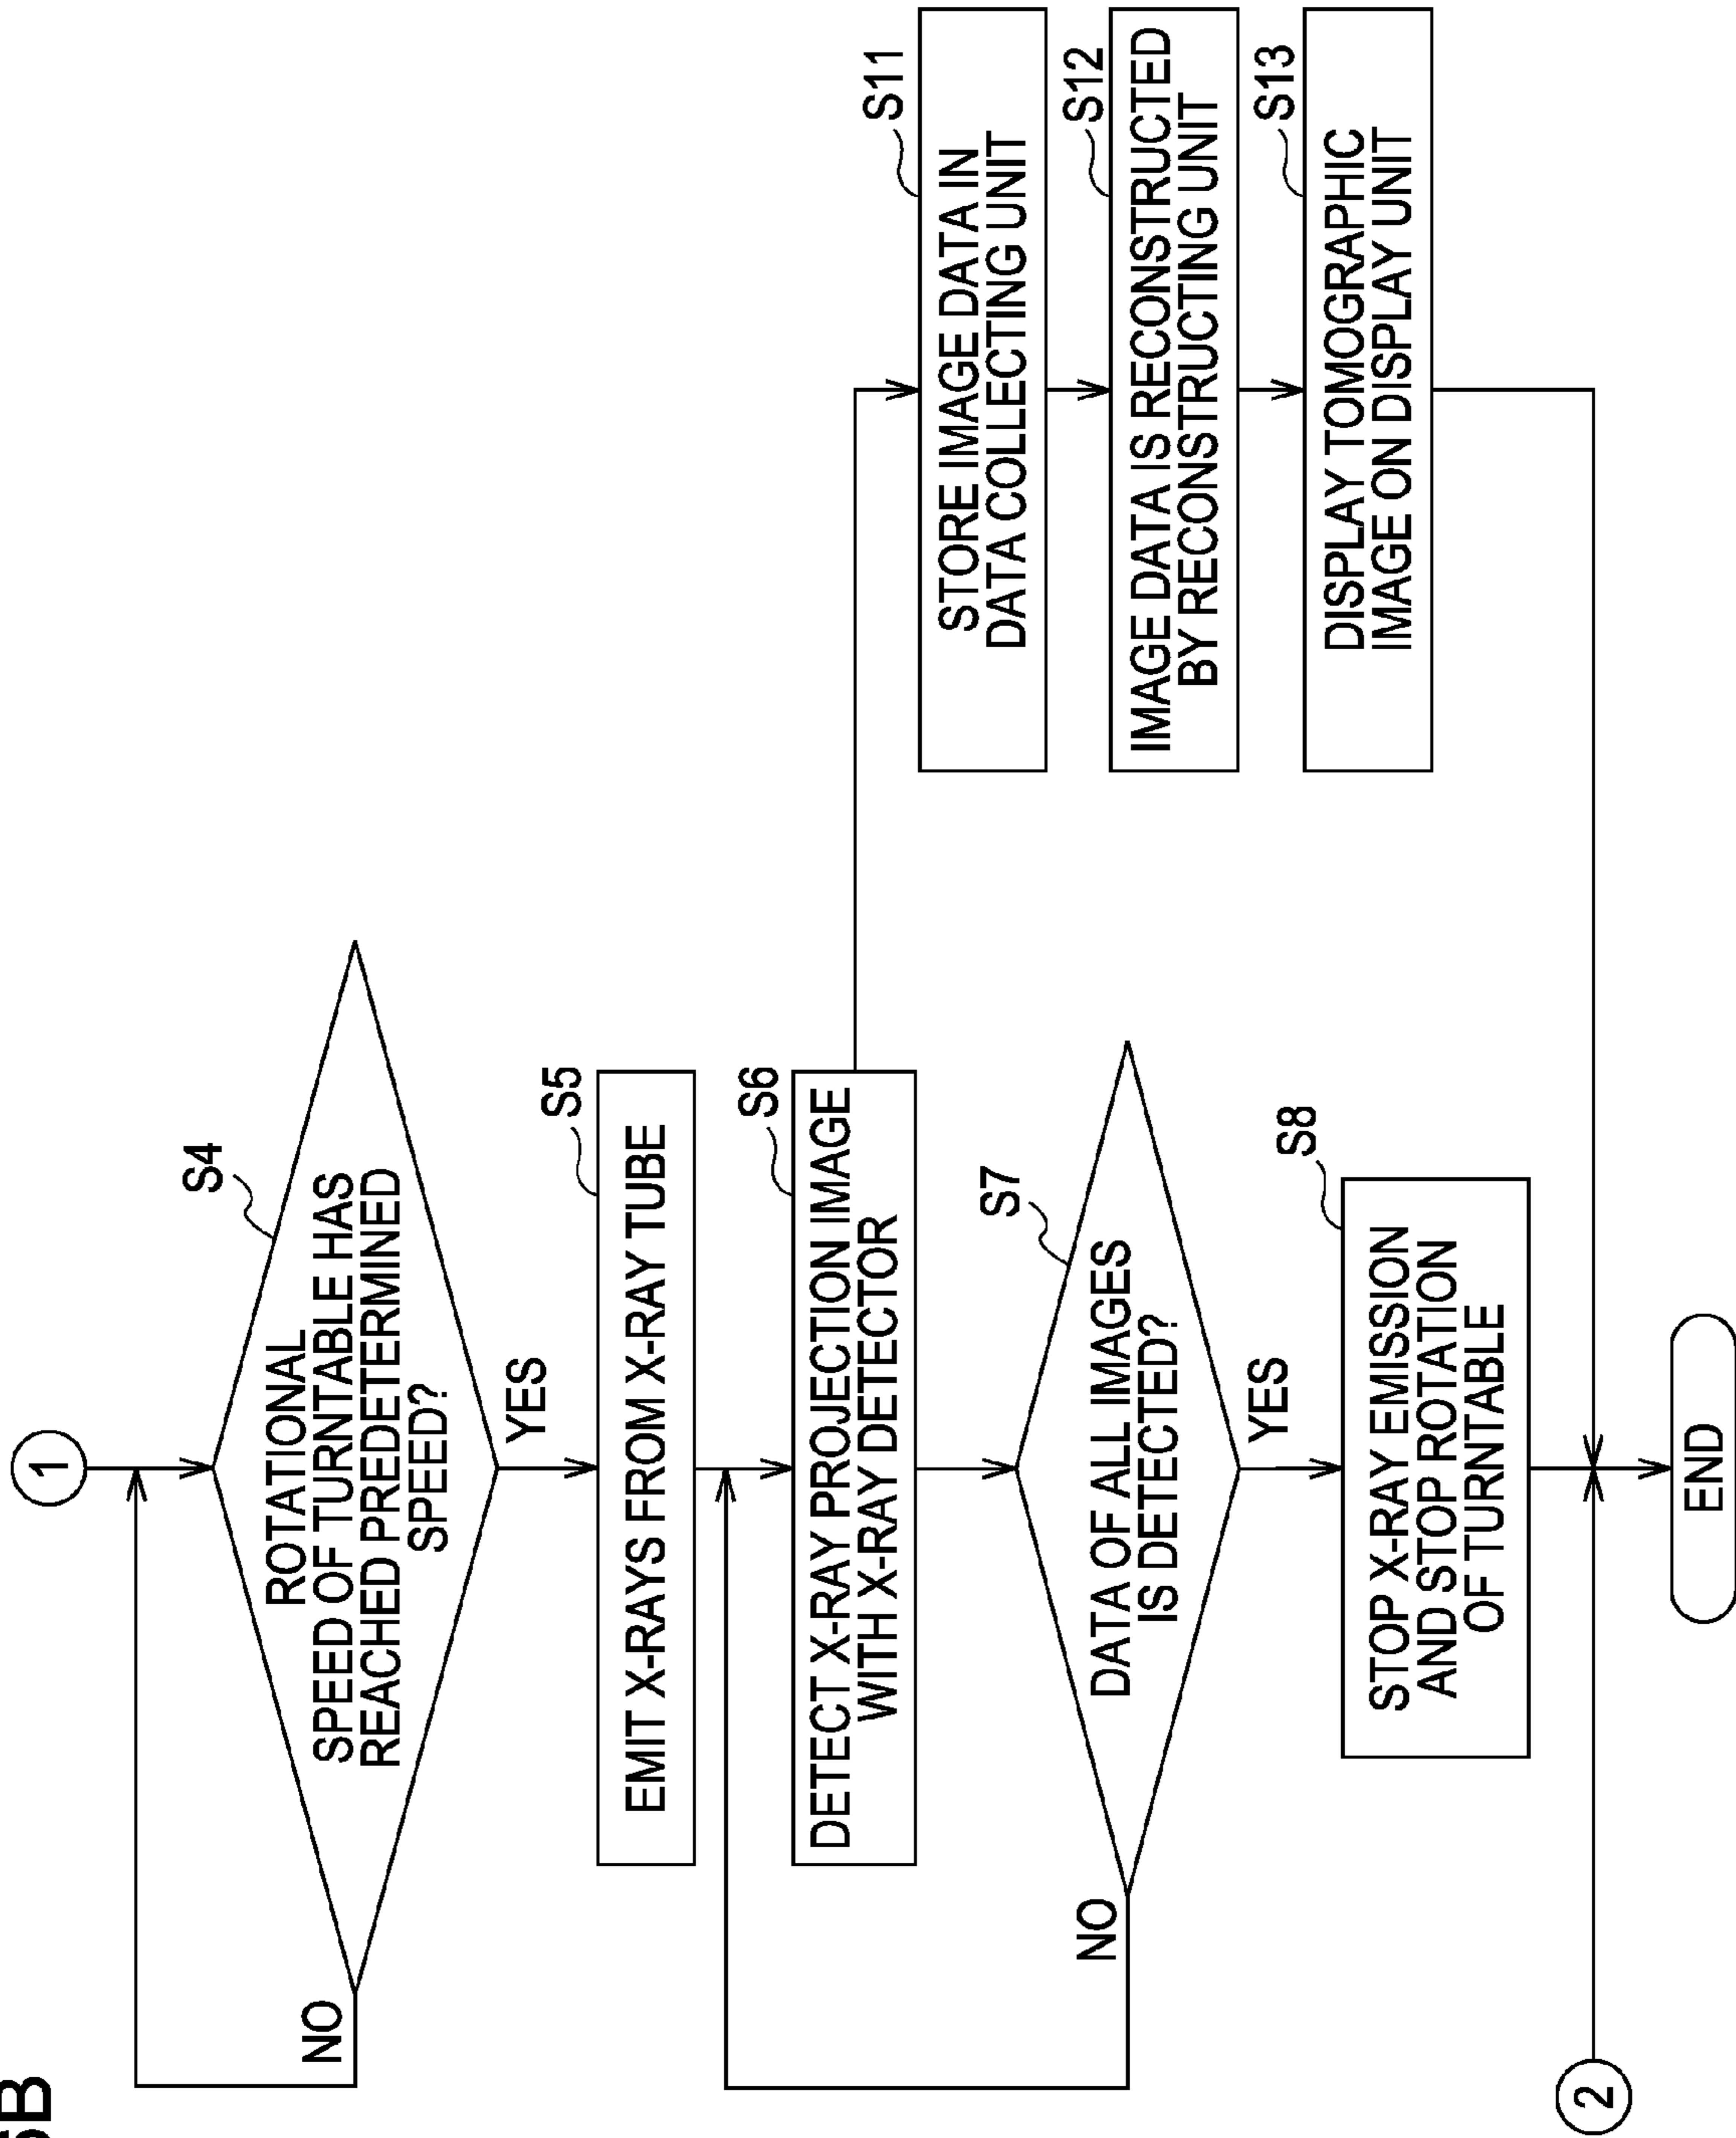 5B
1
S4
ROTATIONAL
SPEED OF TURNTABLE HAS
REACHED PREDETERMINED
SPEED?
NO
YES
S5
EMIT X-RAYS FROM X-RAY TUBE
S6
DETECT X-RAY PROJECTION IMAGE
WITH X-RAY DETECTOR
S7
DATA OF ALL IMAGES
IS DETECTED?
NO
YES
S8
STOP X-RAY EMISSION
AND STOP ROTATION
OF TURNTABLE
S11
STORE IMAGE DATA IN
DATA COLLECTING UNIT
S12
IMAGE DATA IS RECONSTRUCTED
BY RECONSTRUCTING UNIT
S13
DISPLAY TOMOGRAPHIC
IMAGE ON DISPLAY UNIT
2
END